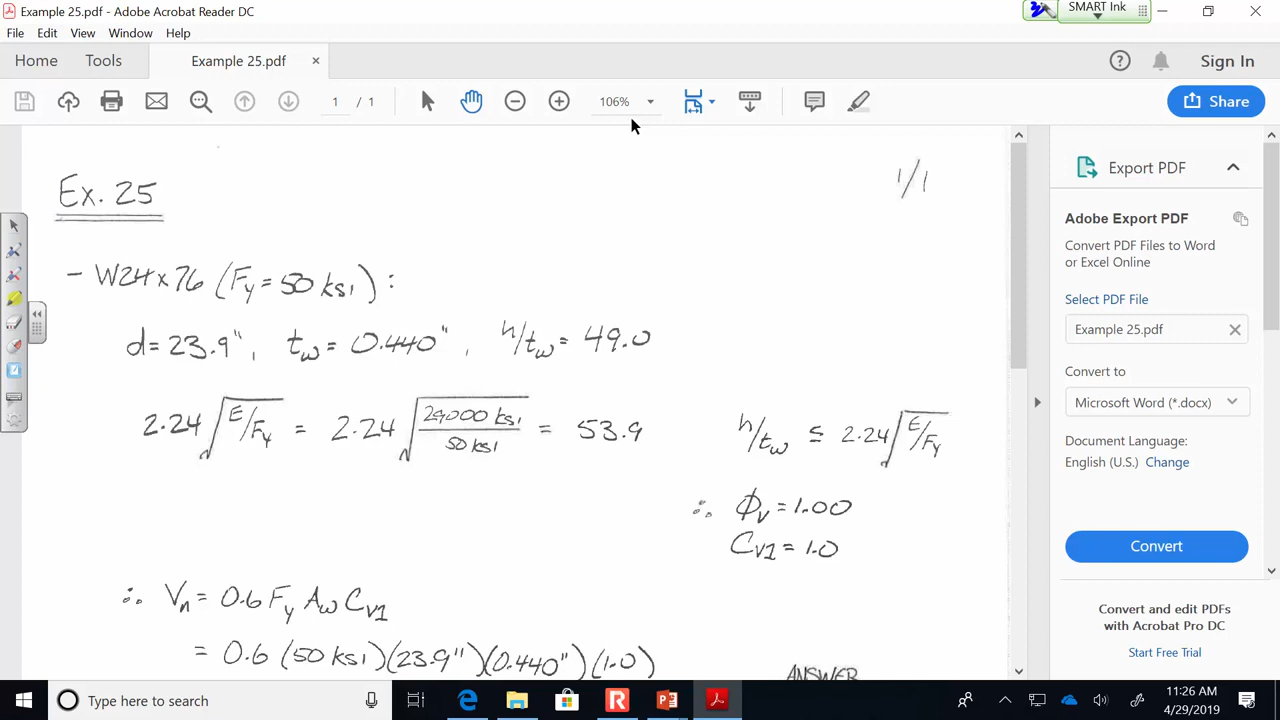 Example 25.pdf - Adobe Acrobat Reader DC
SMART Ink
File Edit View Window Help
Home Tools Example 25.pdf × Sign In
1 / 1 106% Share
Ex. 25
1/1
- W24x76 (Fy = 50 ksi) :
d = 23.9", tw = 0.440", h/tw = 49.0
2.24√E/Fy = 2.24√29000 ksi/50 ksi = 53.9
h/tw ≤ 2.24√E/Fy
∴ ϕv = 1.00
Cv1 = 1.0
∴ Vn = 0.6 Fy Aw Cv1
= 0.6 (50 ksi)(23.9")(0.440")(1.0)
ANSWER
Export PDF
Adobe Export PDF
Convert PDF Files to Word
or Excel Online
Select PDF File
Example 25.pdf
Convert to
Microsoft Word (*.docx)
Document Language:
English (U.S.) Change
Convert
Convert and edit PDFs
with Acrobat Pro DC
Start Free Trial
Type here to search
11:26 AM
4/29/2019